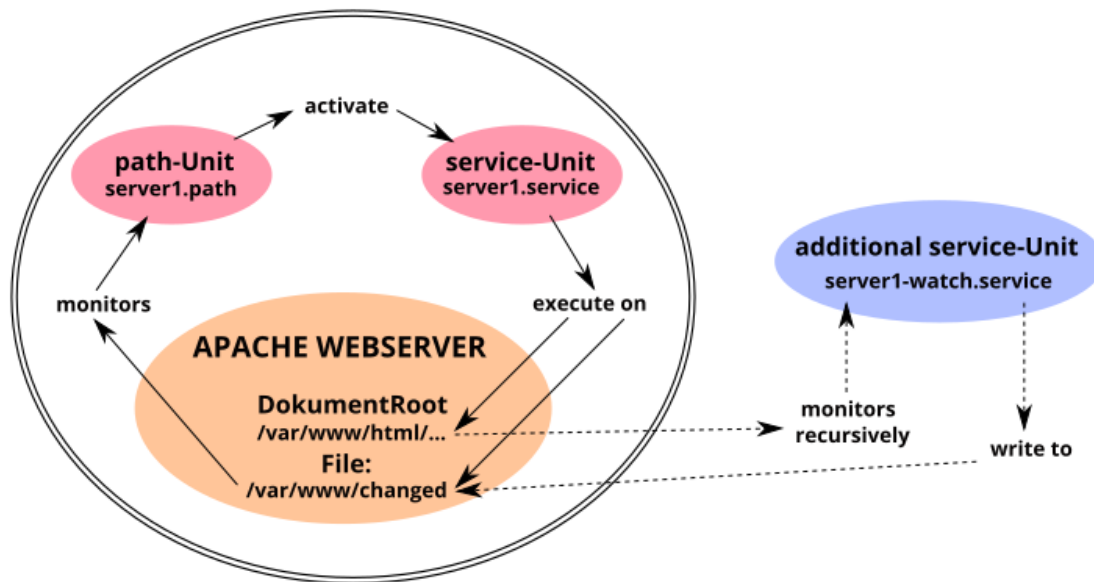 activate
path-Unit
server1.path
service-Unit
server1.service
additional service-Unit
server1-watch.service
monitors
execute on
APACHE WEBSERVER
DokumentRoot
/var/www/html/...
File:
/var/www/changed
monitors
recursively
write to